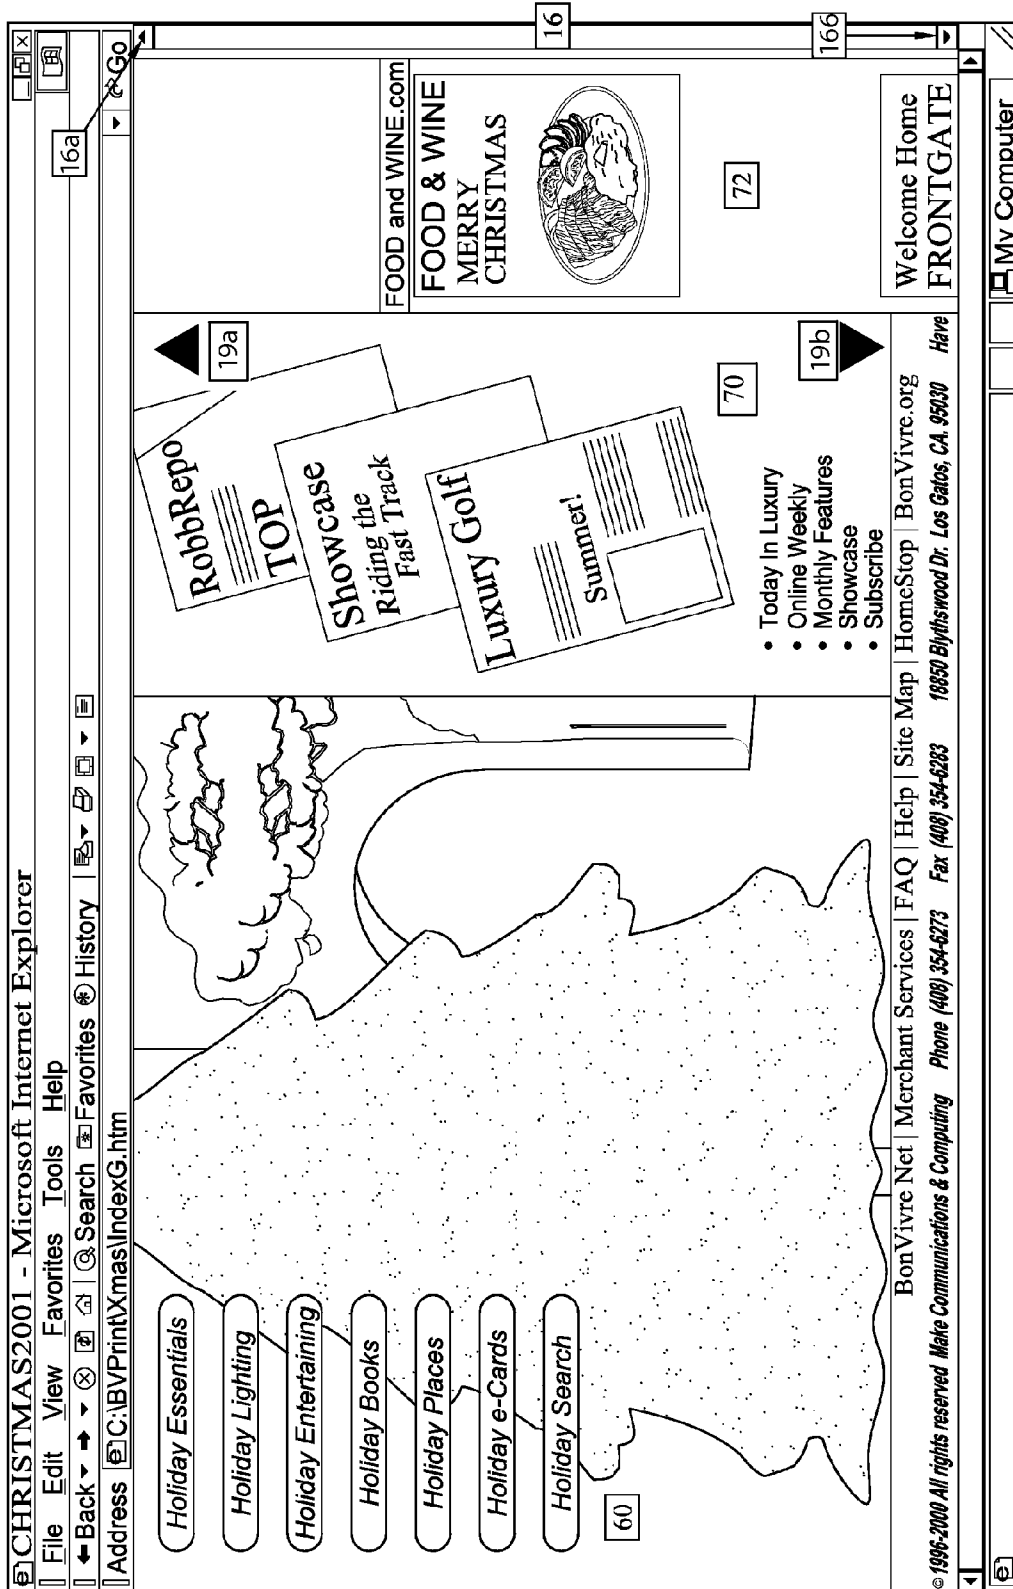 CHRISTMAS2001 - Microsoft Internet Explorer
File Edit View Favorites Tools Help
Back Search Favorites History
Address C:\BVPrint\Xmas\IndexG.htm Go
16a
Holiday Essentials
Holiday Lighting
Holiday Entertaining
Holiday Books
Holiday Places
Holiday e-Cards
Holiday Search
60
RobbRepo
TOP
Showcase
Riding the
Fast Track
Luxury Golf
Summer!
19a
70
• Today In Luxury
• Online Weekly
• Monthly Features
• Showcase
• Subscribe
19b
FOOD and WINE.com
FOOD & WINE
MERRY
CHRISTMAS
72
Welcome Home
FRONTGATE
16
166
BonVivre Net | Merchant Services | FAQ | Help | Site Map | HomeStop | BonVivre.org
©1996-2000 All rights reserved Make Communications & Computing Phone (408) 354-6273 Fax (408) 354-6283 18850 Blythswood Dr. Los Gatos, CA. 95030 Have
My Computer